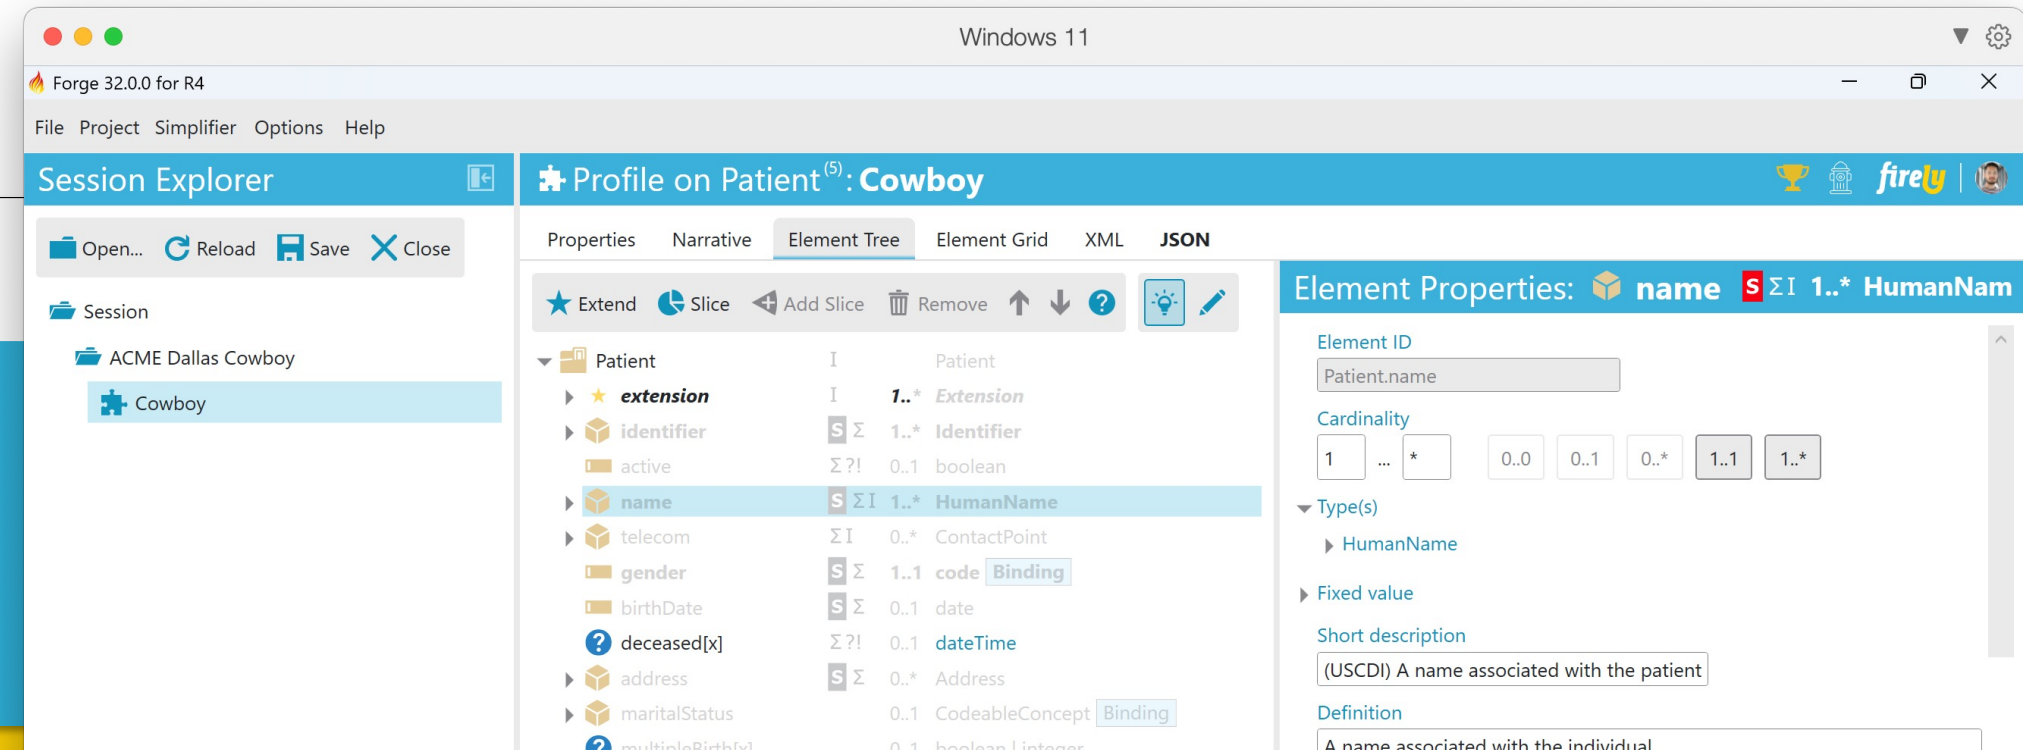 Windows 11
Forge 32.0.0 for R4
File Project Simplifier Options Help
Session Explorer
Profile on Patient(5): Cowboy
firely
Open... Reload Save Close
Properties Narrative Element Tree Element Grid XML JSON
Extend Slice Add Slice Remove
Element Properties: name S Σ I 1..* HumanNam
Session
ACME Dallas Cowboy
Cowboy
Patient I Patient
extension I 1..* Extension
identifier S Σ 1..* Identifier
active Σ ?! 0..1 boolean
name S Σ I 1..* HumanName
telecom Σ I 0..* ContactPoint
gender S Σ 1..1 code Binding
birthDate S Σ 0..1 date
deceased[x] Σ ?! 0..1 dateTime
address S Σ 0..* Address
maritalStatus 0..1 CodeableConcept Binding
multipleBirth[x] 0..1 boolean | integer
Element ID
Patient.name
Cardinality
1 ... * 0..0 0..1 0..* 1..1 1..*
Type(s)
HumanName
Fixed value
Short description
(USCDI) A name associated with the patient
Definition
A name associated with the individual